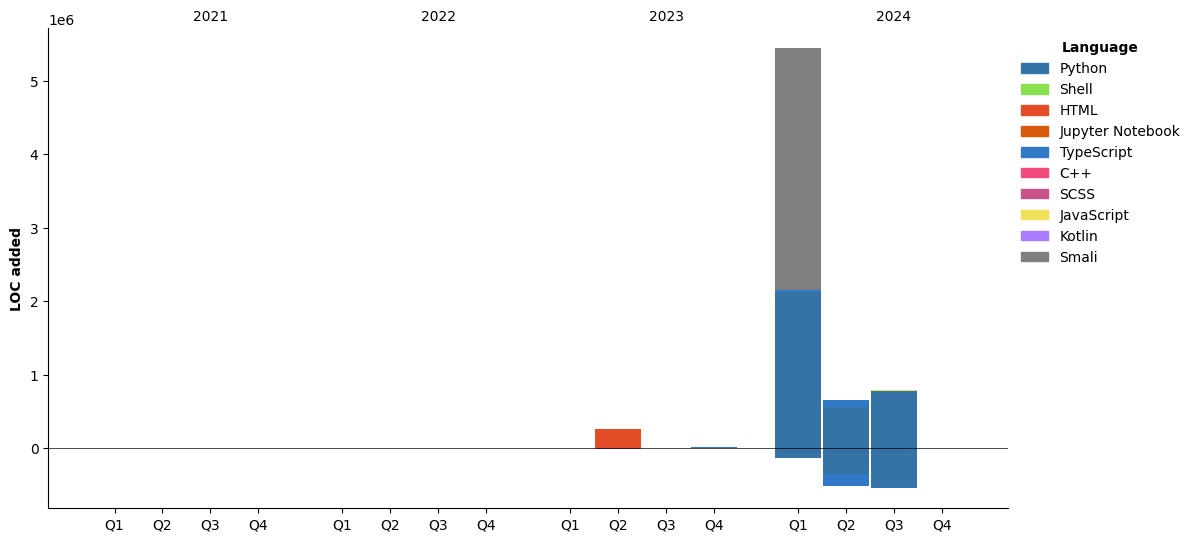 1e6
2021 2022 2023 2024
Language
Python
Shell
HTML
Jupyter Notebook
TypeScript
C++
SCSS
JavaScript
Kotlin
Smali
LOC added
5
4
3
2
1
0
Q1 Q2 Q3 Q4 Q1 Q2 Q3 Q4 Q1 Q2 Q3 Q4 Q1 Q2 Q3 Q4